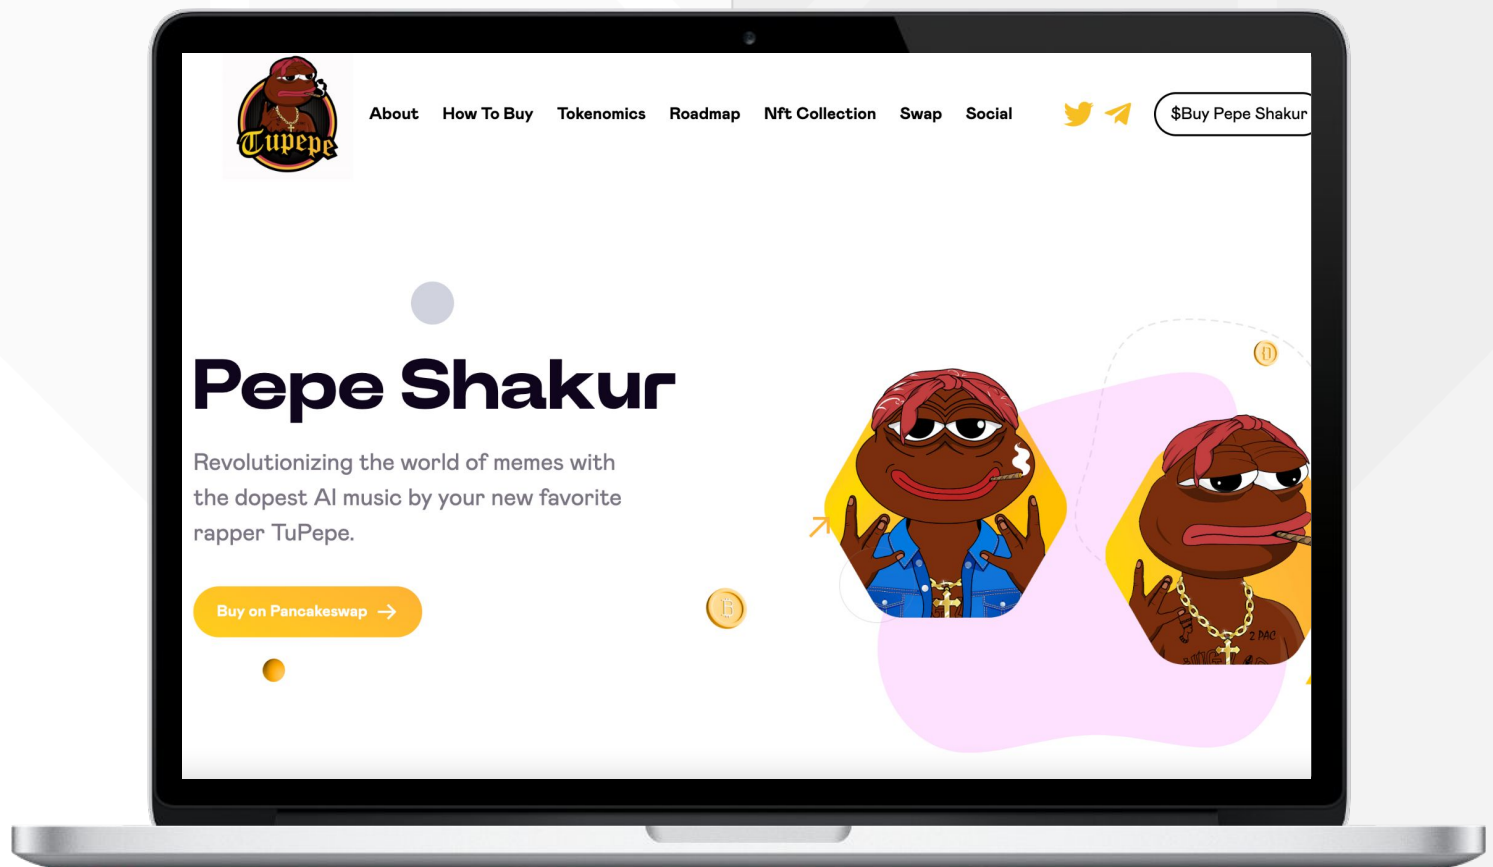 Tupepe
About How To Buy Tokenomics Roadmap Nft Collection Swap Social $Buy Pepe Shakur
Pepe Shakur
Revolutionizing the world of memes with
the dopest AI music by your new favorite
rapper TuPepe.
Buy on Pancakeswap
B
2 PAC